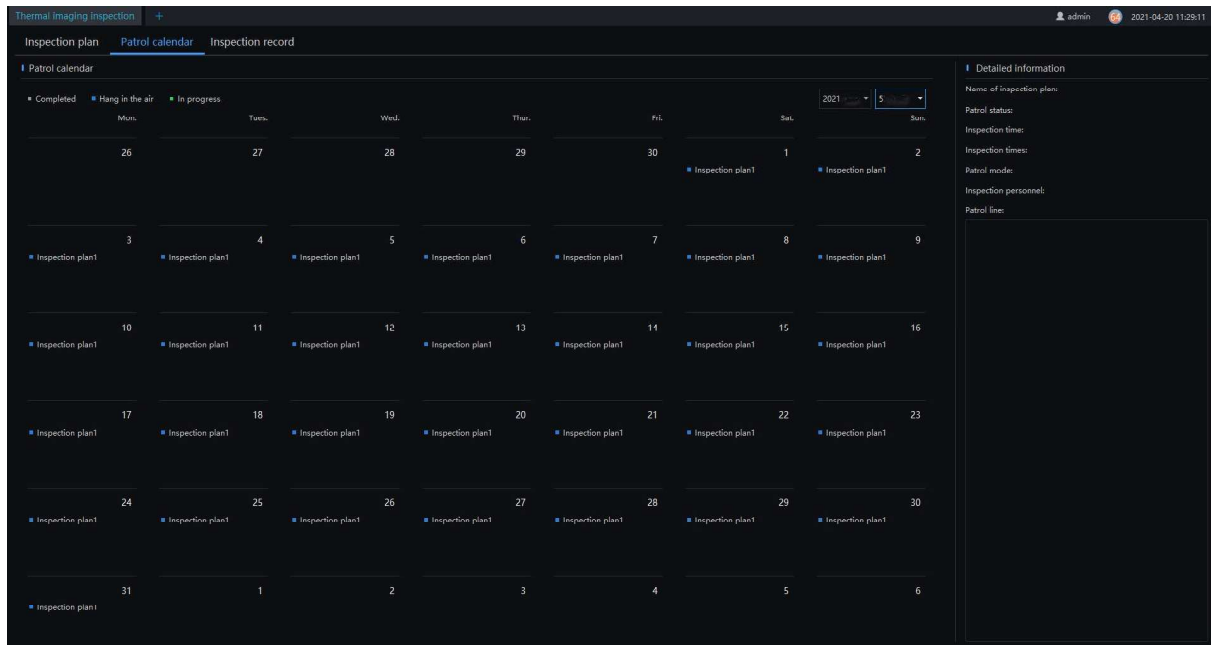 Thermal imaging inspection +
admin 64 2021-04-20 11:29:11
Inspection plan Patrol calendar Inspection record
Patrol calendar
Completed Hang in the air In progress
2021 5
Mon. Tues. Wed. Thur. Fri. Sat. Sun.
26 27 28 29 30 1 2
Inspection plan1 Inspection plan1
3 4 5 6 7 8 9
Inspection plan1 Inspection plan1 Inspection plan1 Inspection plan1 Inspection plan1 Inspection plan1 Inspection plan1
10 11 12 13 14 15 16
Inspection plan1 Inspection plan1 Inspection plan1 Inspection plan1 Inspection plan1 Inspection plan1 Inspection plan1
17 18 19 20 21 22 23
Inspection plan1 Inspection plan1 Inspection plan1 Inspection plan1 Inspection plan1 Inspection plan1 Inspection plan1
24 25 26 27 28 29 30
Inspection plan1 Inspection plan1 Inspection plan1 Inspection plan1 Inspection plan1 Inspection plan1 Inspection plan1
31 1 2 3 4 5 6
Inspection plan1
Detailed information
Name of inspection plan:
Patrol status:
Inspection time:
Inspection times:
Patrol mode:
Inspection personnel:
Patrol line: